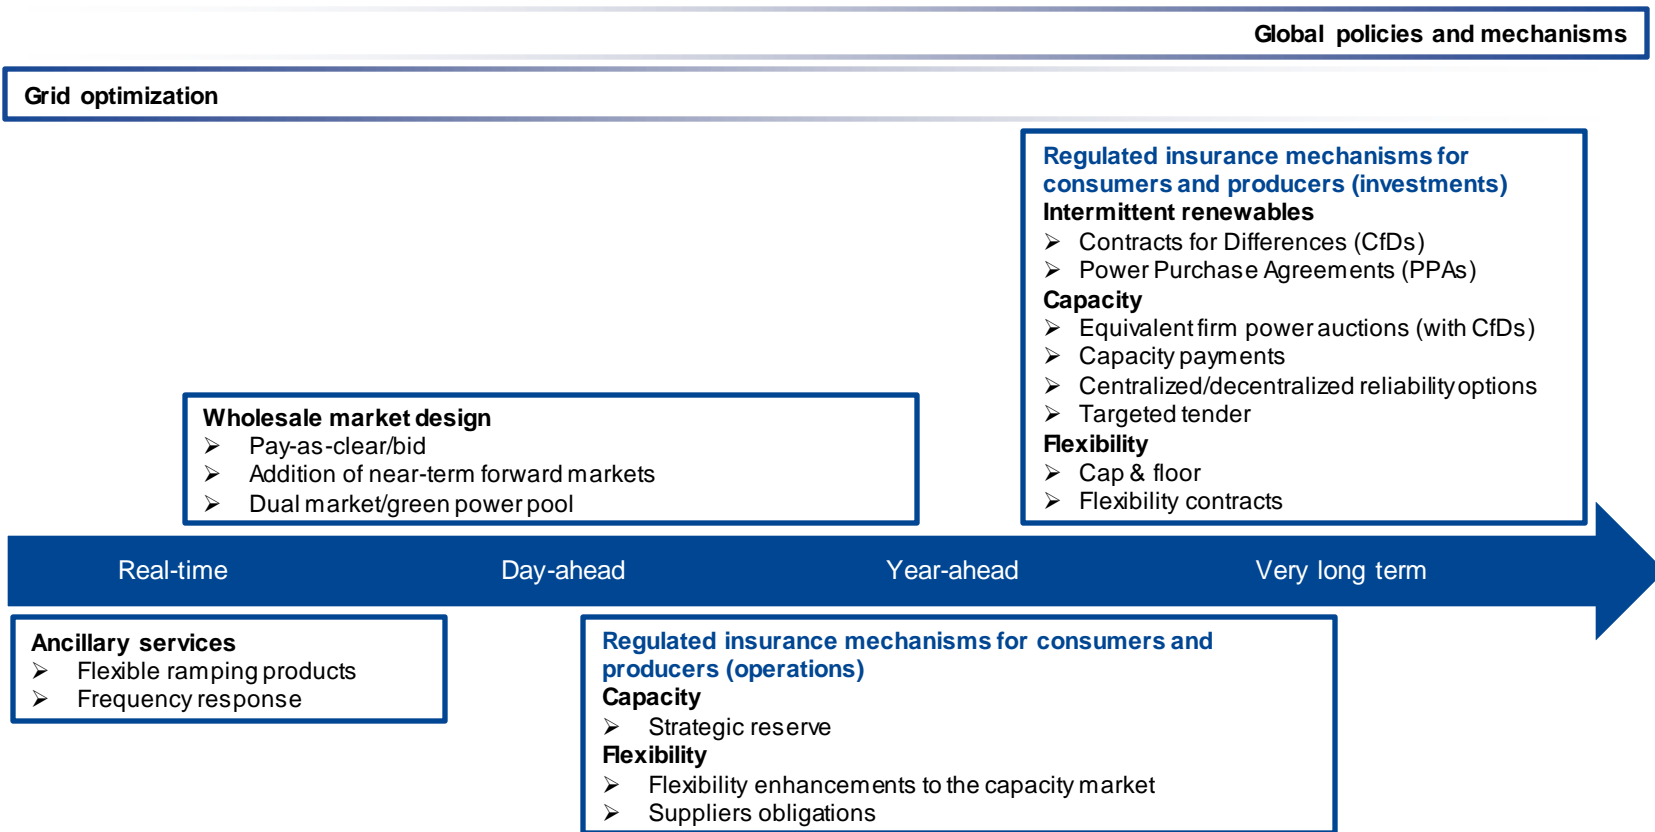 Global policies and mechanisms
Grid optimization
Regulated insurance mechanisms for
consumers and producers (investments)
Intermittent renewables
➢ Contracts for Differences (CfDs)
➢ Power Purchase Agreements (PPAs)
Capacity
➢ Equivalent firm power auctions (with CfDs)
➢ Capacity payments
➢ Centralized/decentralized reliability options
➢ Targeted tender
Flexibility
➢ Cap & floor
➢ Flexibility contracts
Wholesale market design
➢ Pay-as-clear/bid
➢ Addition of near-term forward markets
➢ Dual market/green power pool
Real-time Day-ahead Year-ahead Very long term
Ancillary services
➢ Flexible ramping products
➢ Frequency response
Regulated insurance mechanisms for consumers and
producers (operations)
Capacity
➢ Strategic reserve
Flexibility
➢ Flexibility enhancements to the capacity market
➢ Suppliers obligations